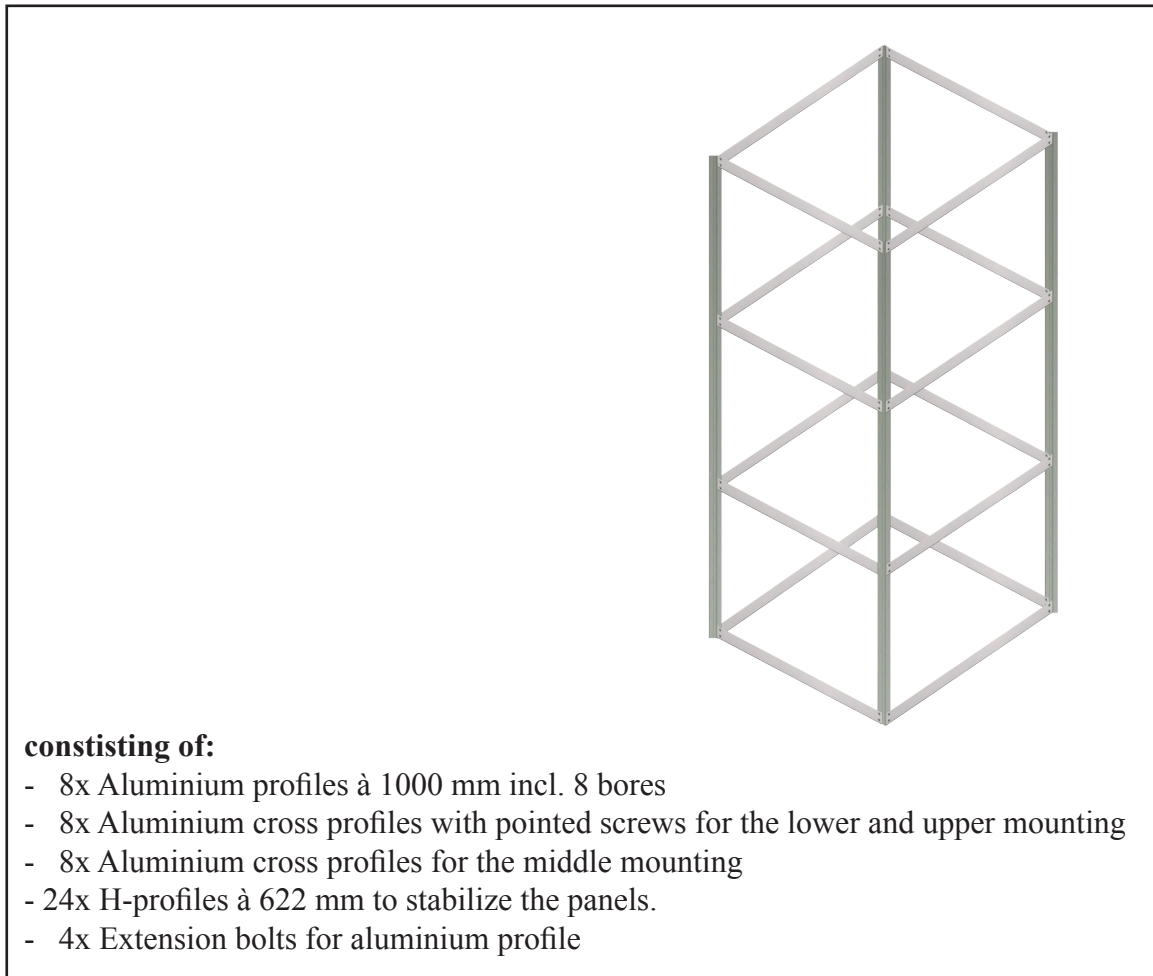 constisting of:
- 8x Aluminium profiles à 1000 mm incl. 8 bores
- 8x Aluminium cross profiles with pointed screws for the lower and upper mounting
- 8x Aluminium cross profiles for the middle mounting
- 24x H-profiles à 622 mm to stabilize the panels.
- 4x Extension bolts for aluminium profile